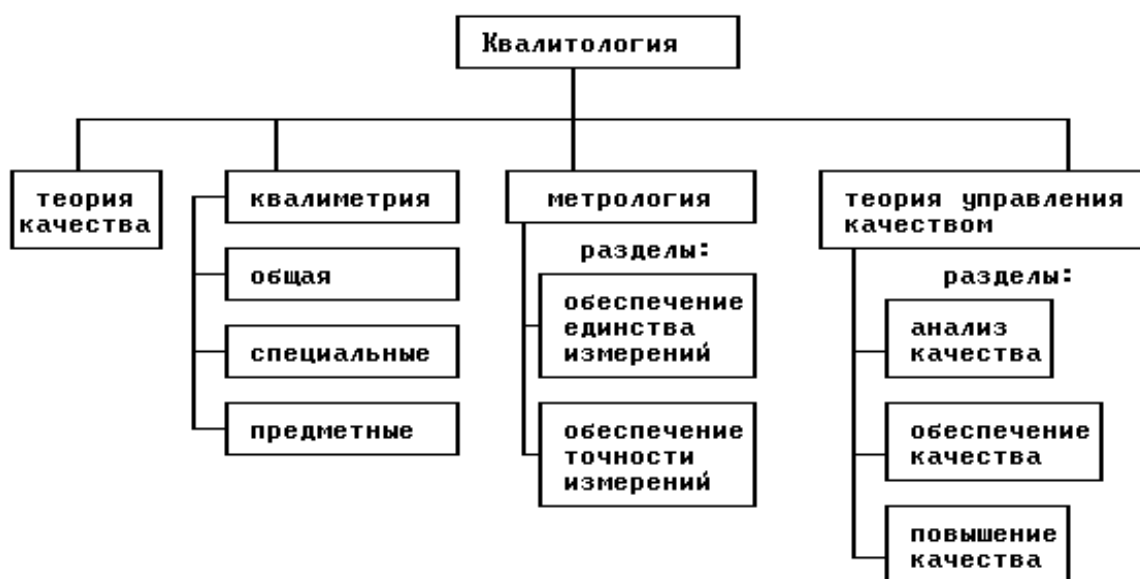 Квалитология
теория
качества
квалиметрия
общая
специальные
предметные
метрология
разделы:
обеспечение
единства
измерений
обеспечение
точности
измерений
теория управления
качеством
разделы:
анализ
качества
обеспечение
качества
повышение
качества